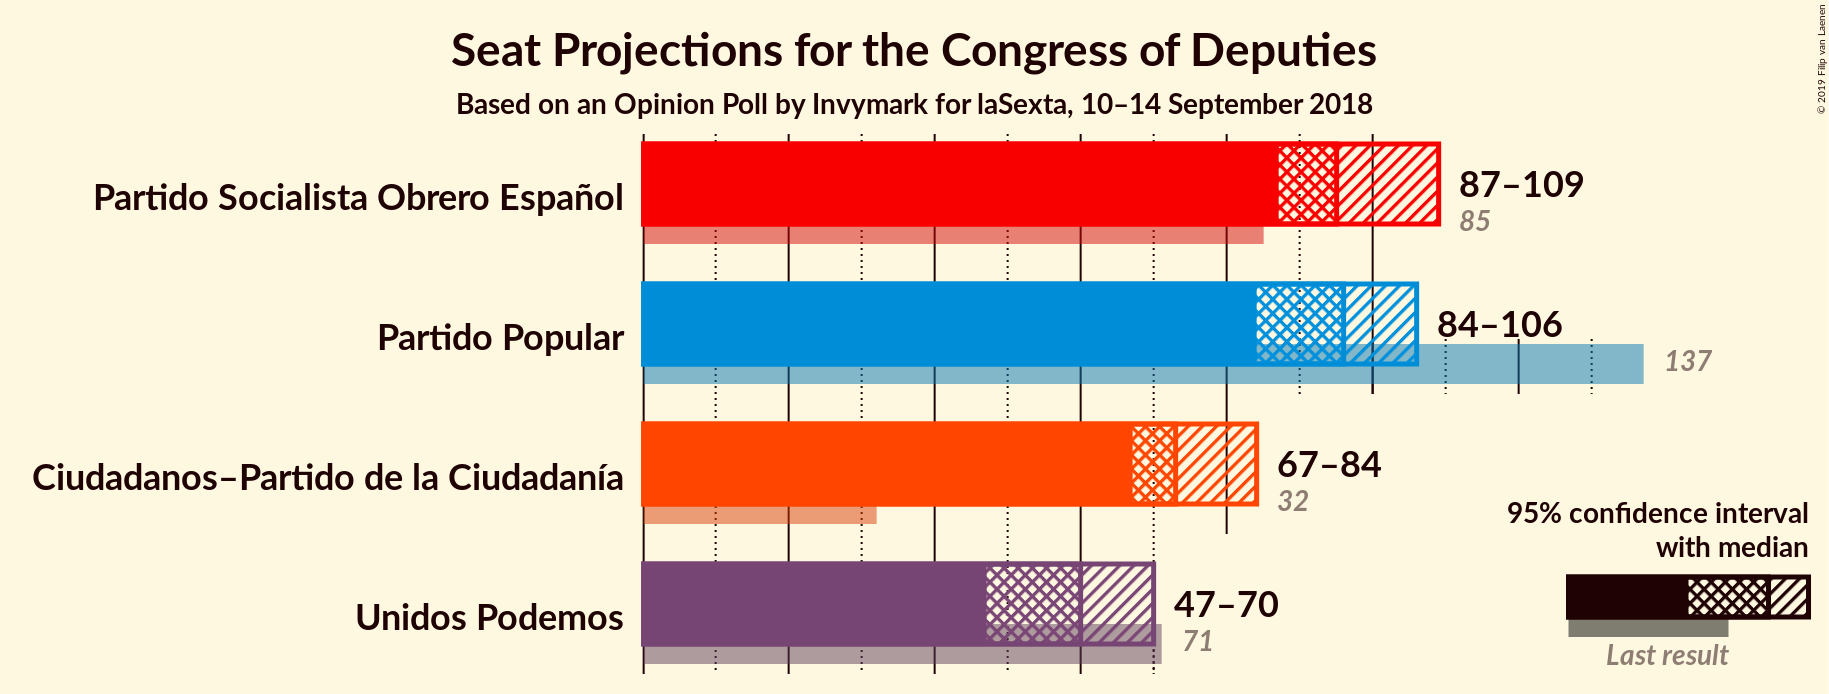 Seat Projections for the Congress of Deputies
Based on an Opinion Poll by Invymark for laSexta, 10–14 September 2018
© 2019 Filip van Laenen
Partido Socialista Obrero Español
87–109
85
Partido Popular
84–106
137
Ciudadanos–Partido de la Ciudadanía
67–84
32
Unidos Podemos
47–70
71
95% confidence interval
with median
Last result